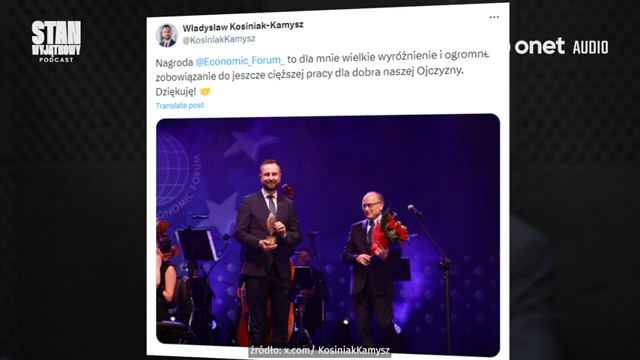 STAN
WYJĄTKOWY
PODCAST
Władysław Kosiniak-Kamysz
@KosiniakKamysz
Nagroda @Economic_Forum_ to dla mnie wielkie wyróżnienie i ogromne
zobowiązanie do jeszcze cięższej pracy dla dobra naszej Ojczyzny.
Dziękuję!
Translate post
onet AUDIO
ECONOMIC FORUM
źródło: x.com/ KosiniakKamysz